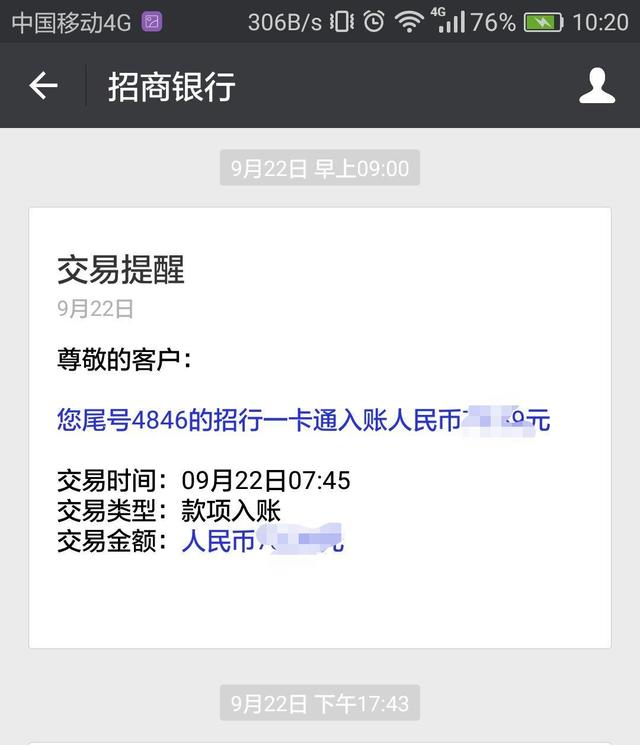 中国移动4G 306B/s 4G 76% 10:20
招商银行
9月22日 早上09:00
交易提醒
9月22日
尊敬的客户：
您尾号4846的招行一卡通入账人民币 元
交易时间：09月22日07:45
交易类型：款项入账
交易金额：人民币 元
9月22日 下午17:43